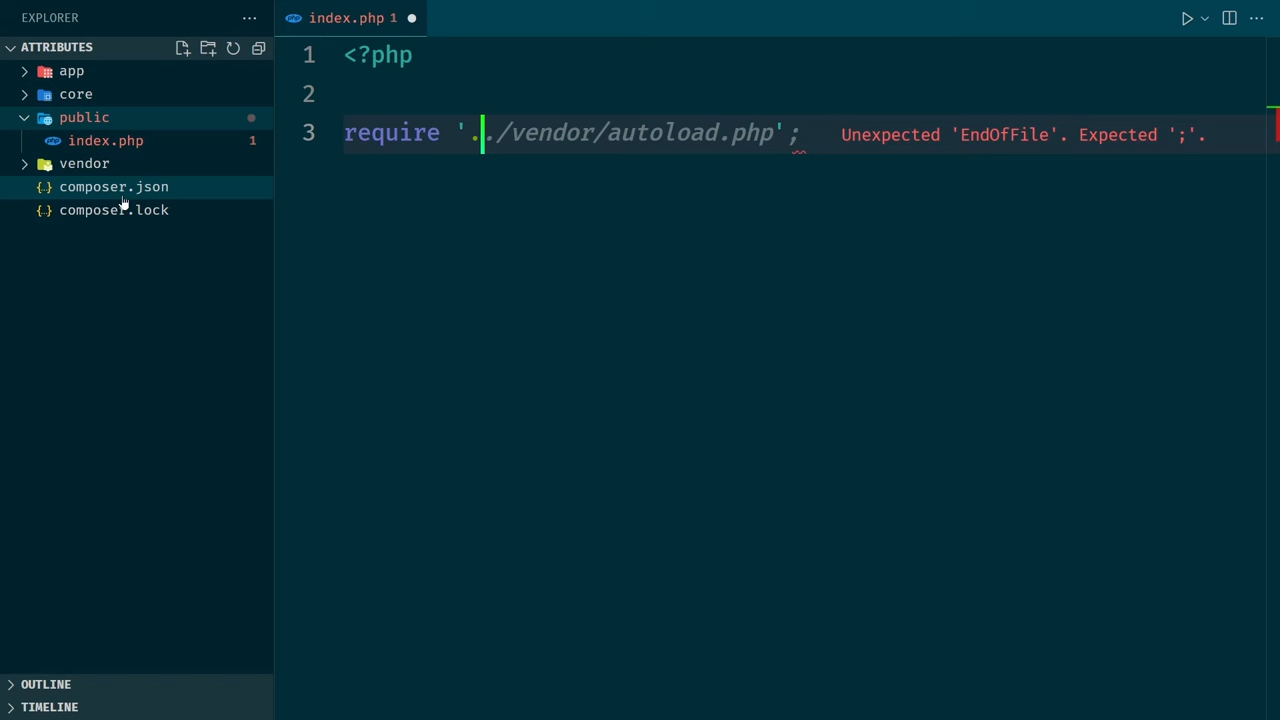 EXPLORER
index.php 1
ATTRIBUTES
app
core
public
index.php 1
vendor
composer.json
composer.lock
1 <?php
2
3 require '../vendor/autoload.php'; Unexpected 'EndOfFile'. Expected ';'.
OUTLINE
TIMELINE